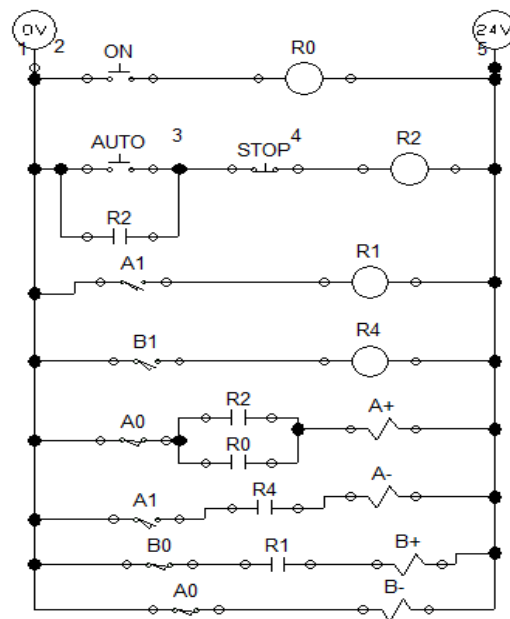 0V 24V
1 2 5
ON R0
AUTO 3 STOP 4 R2
R2
A1 R1
B1 R4
A0 R2 A+
R0
A1 R4 A-
B0 R1 B+
A0 B-